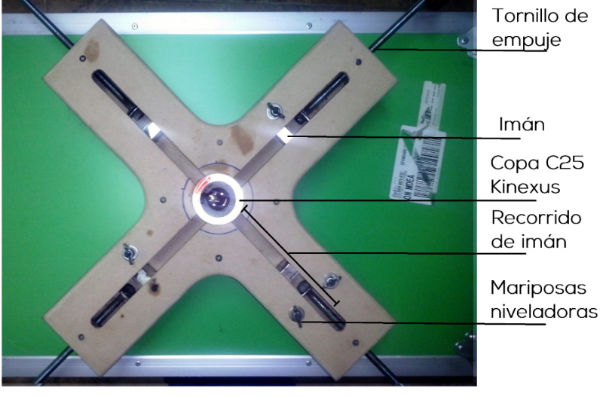 Tornillo de
empuje
Imán
Copa C25
Kinexus
Recorrido
de imán
Mariposas
niveladoras